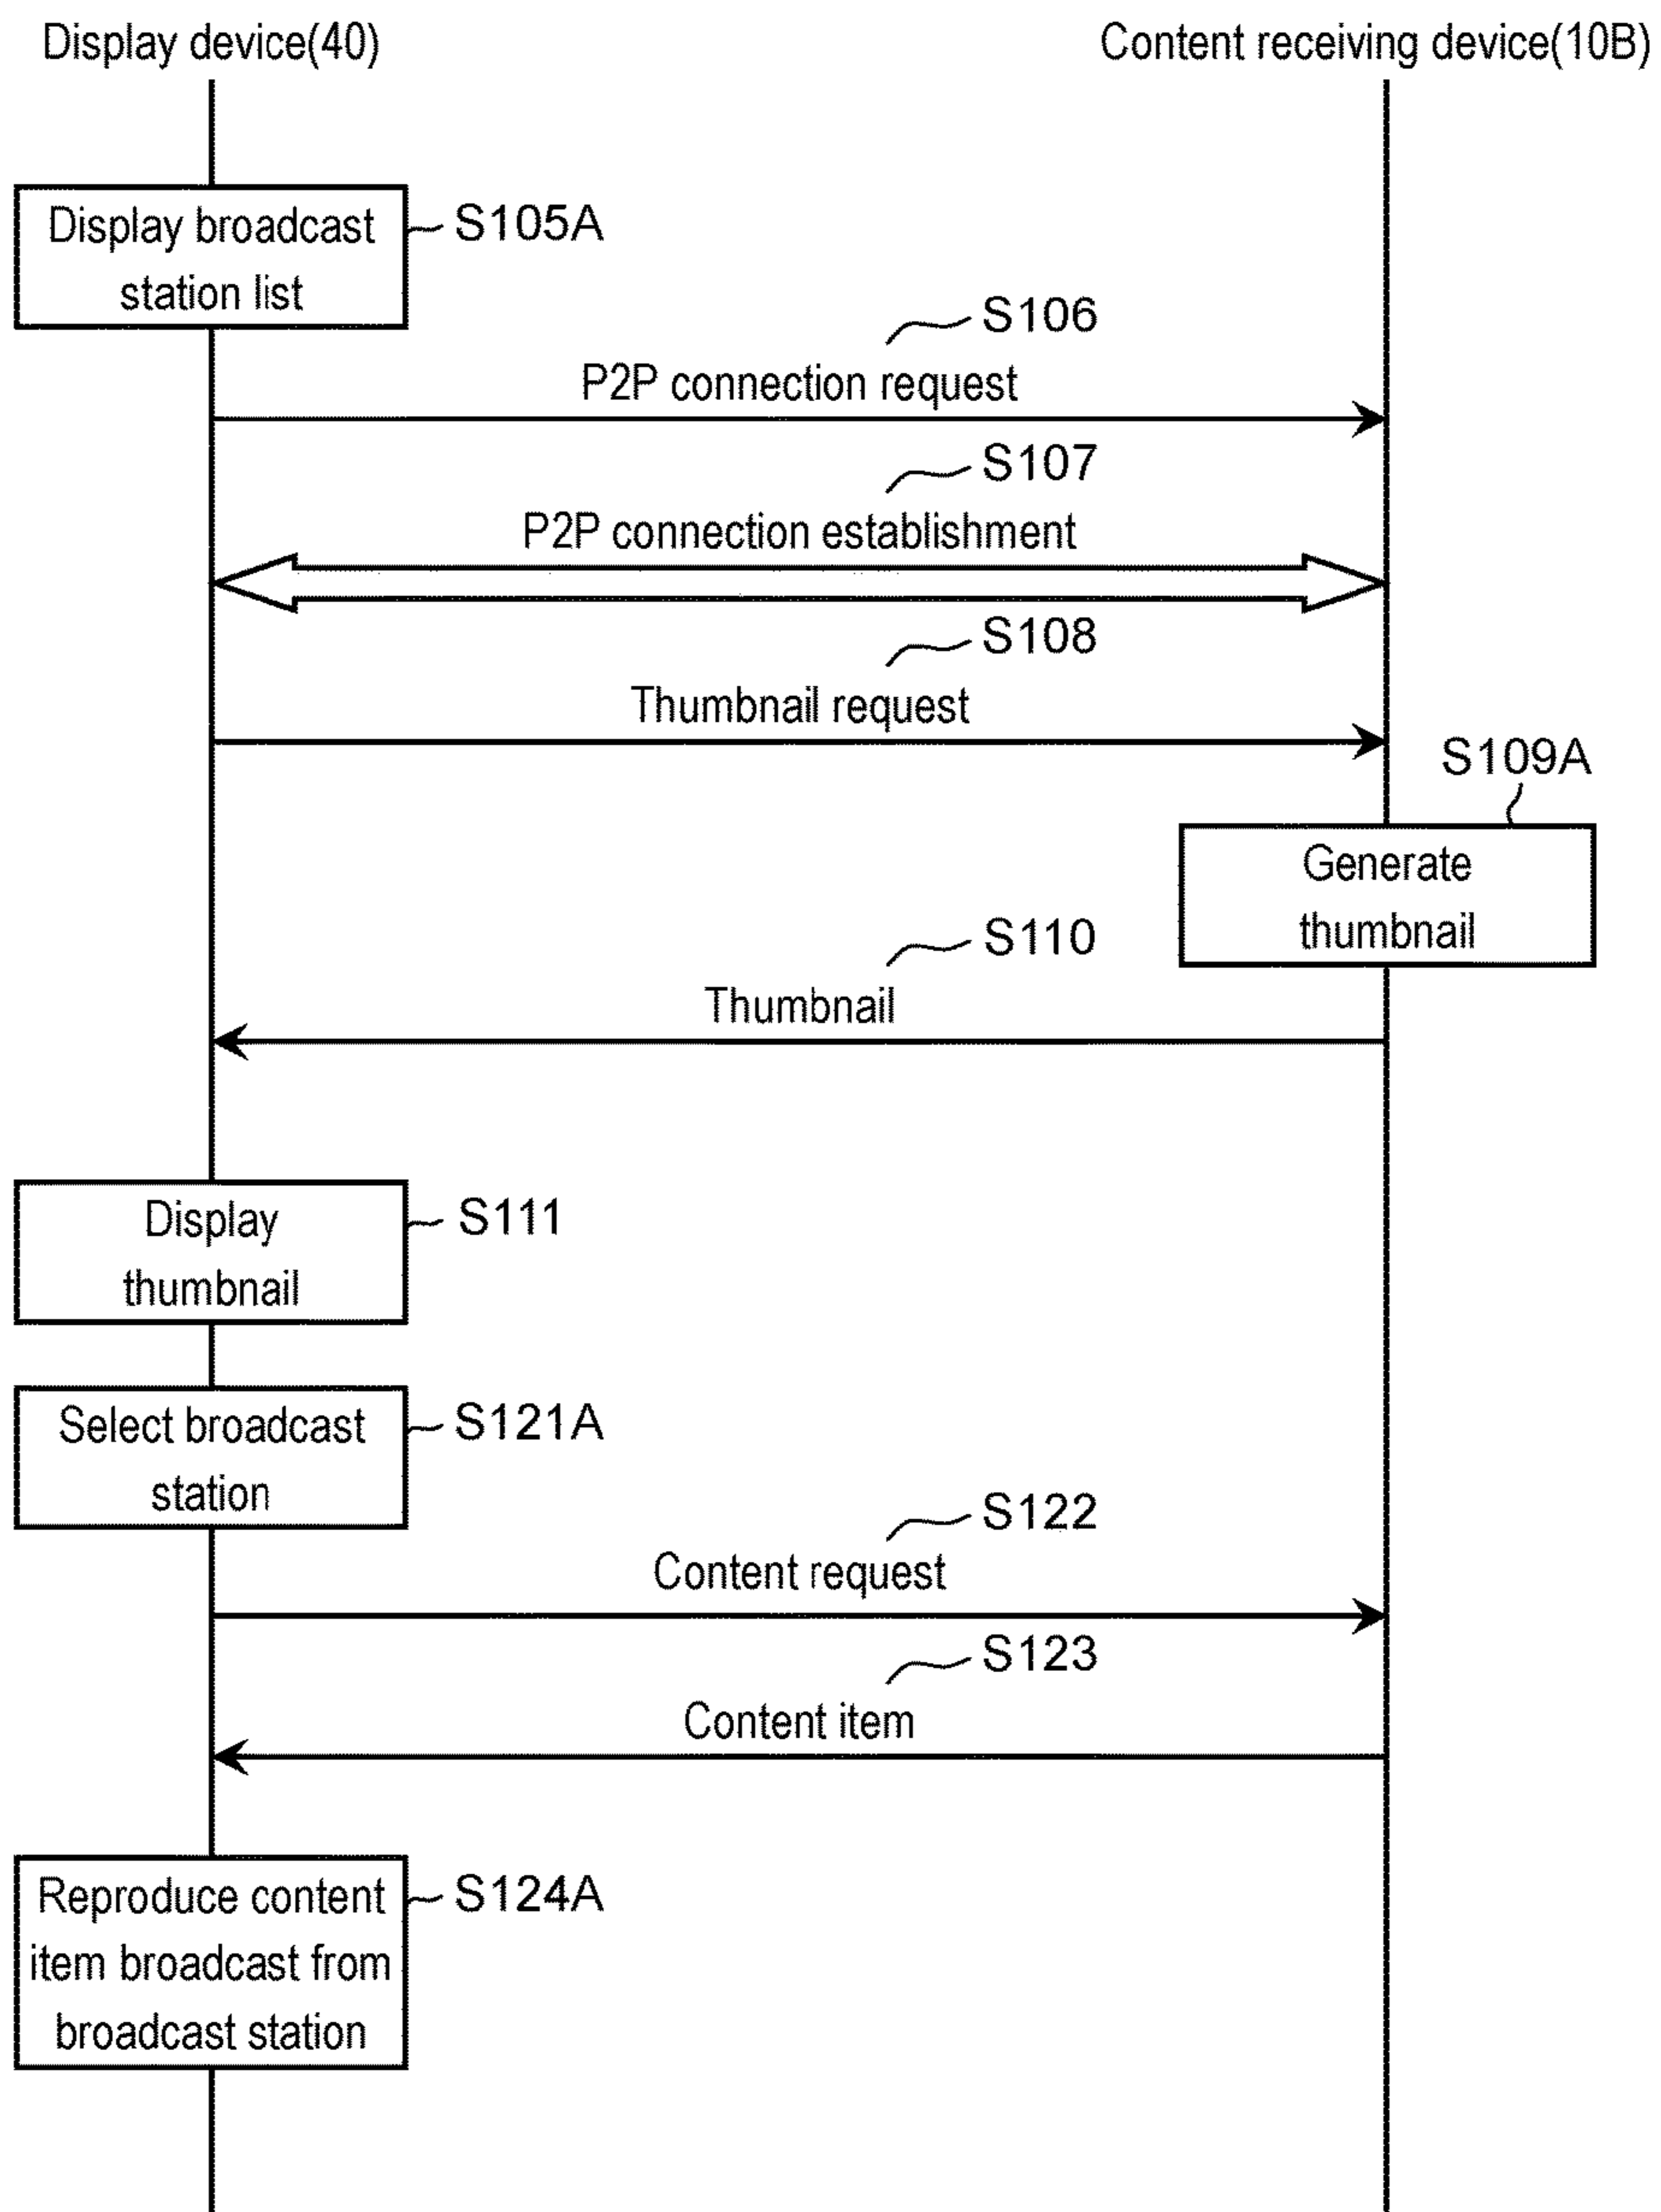 Display device(40)
Content receiving device(10B)
Display broadcast
station list
S105A
S106
P2P connection request
S107
P2P connection establishment
S108
Thumbnail request
S109A
Generate
thumbnail
S110
Thumbnail
Display
thumbnail
S111
Select broadcast
station
S121A
S122
Content request
S123
Content item
Reproduce content
item broadcast from
broadcast station
S124A